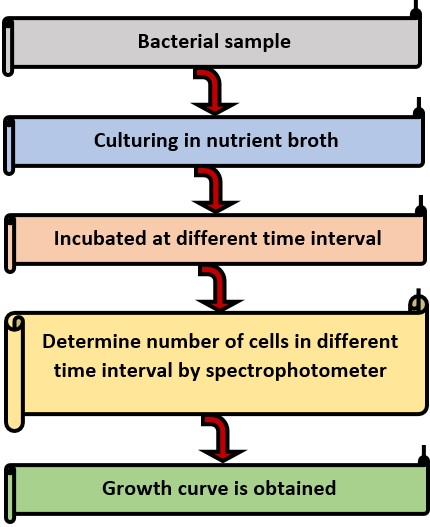 Bacterial sample
Culturing in nutrient broth
Incubated at different time interval
Determine number of cells in different
time interval by spectrophotometer
Growth curve is obtained